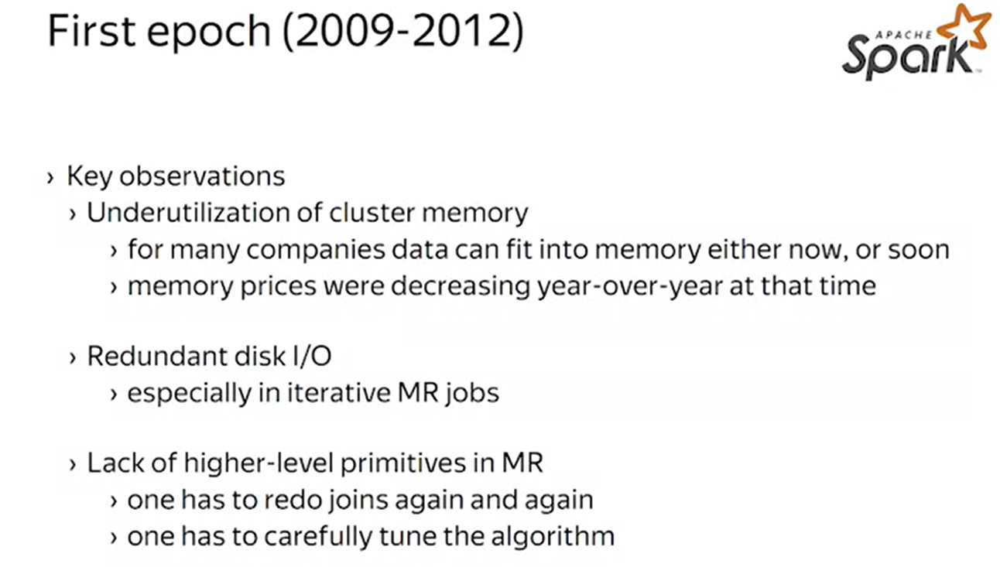 First epoch (2009-2012)
APACHE
Spark
› Key observations
› Underutilization of cluster memory
› for many companies data can fit into memory either now, or soon
› memory prices were decreasing year-over-year at that time
› Redundant disk I/O
› especially in iterative MR jobs
› Lack of higher-level primitives in MR
› one has to redo joins again and again
› one has to carefully tune the algorithm